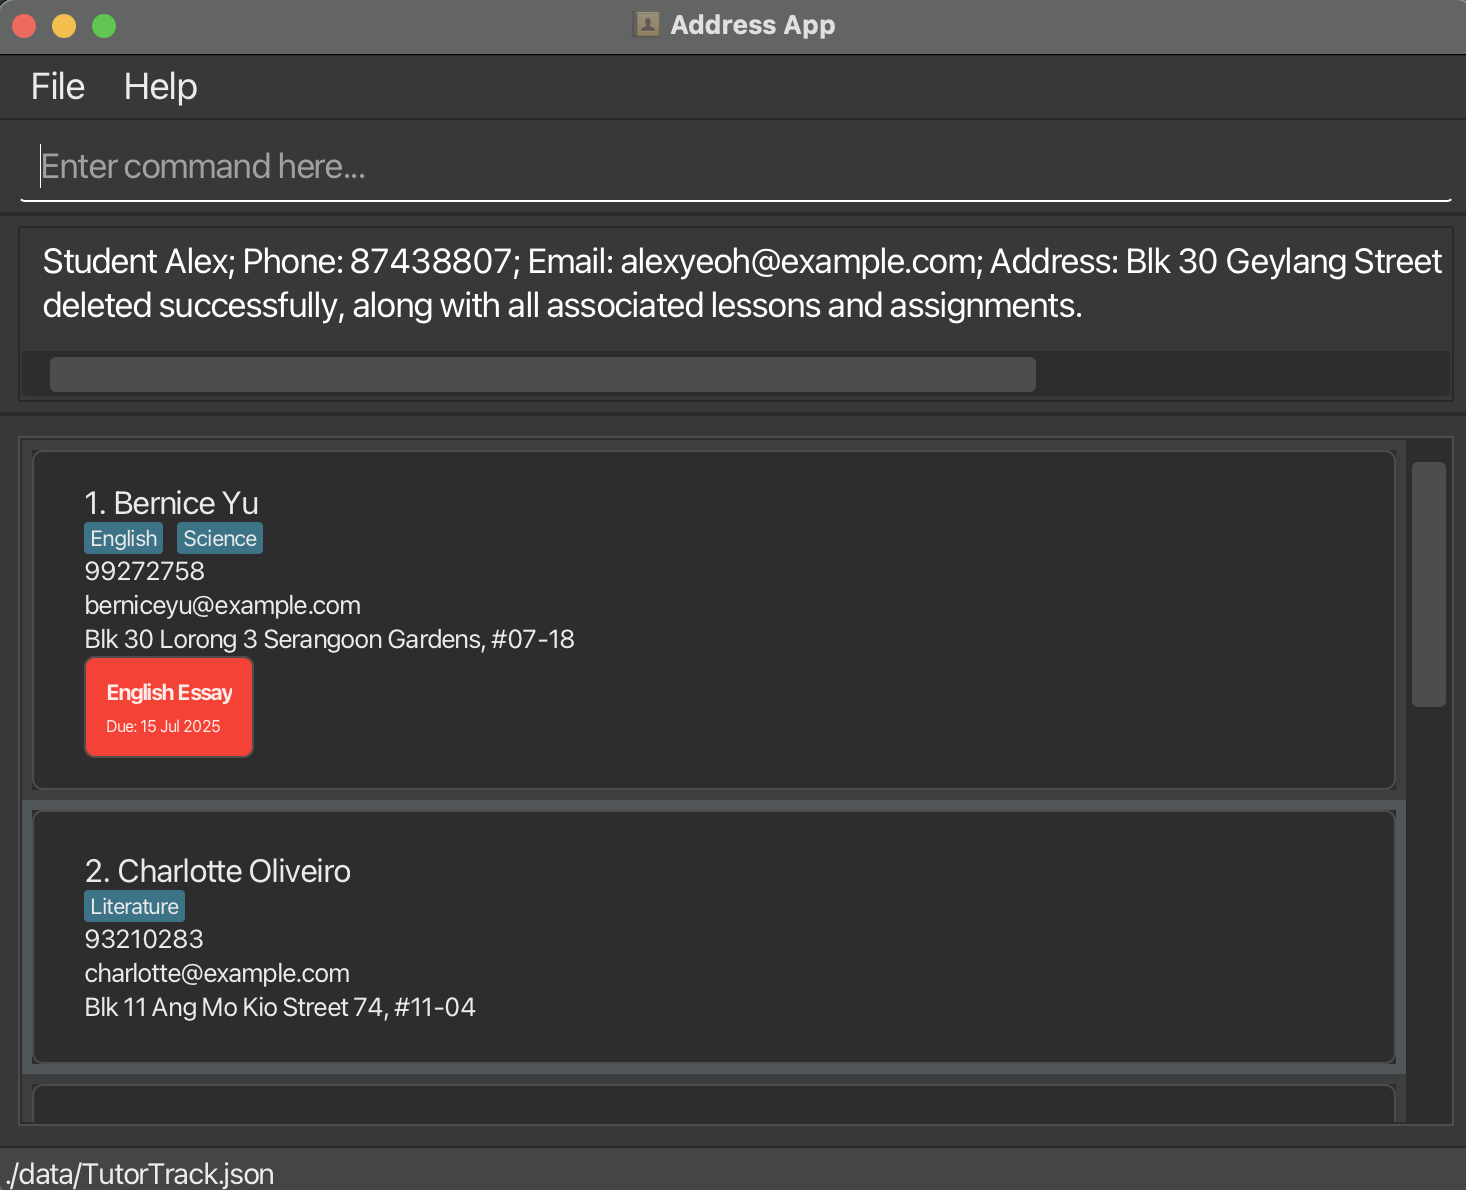 Address App
File Help
Enter command here...
Student Alex; Phone: 87438807; Email: alexyeoh@example.com; Address: Blk 30 Geylang Street
deleted successfully, along with all associated lessons and assignments.
1. Bernice Yu
English Science
99272758
berniceyu@example.com
Blk 30 Lorong 3 Serangoon Gardens, #07-18
English Essay
Due: 15 Jul 2025
2. Charlotte Oliveiro
Literature
93210283
charlotte@example.com
Blk 11 Ang Mo Kio Street 74, #11-04
./data/TutorTrack.json